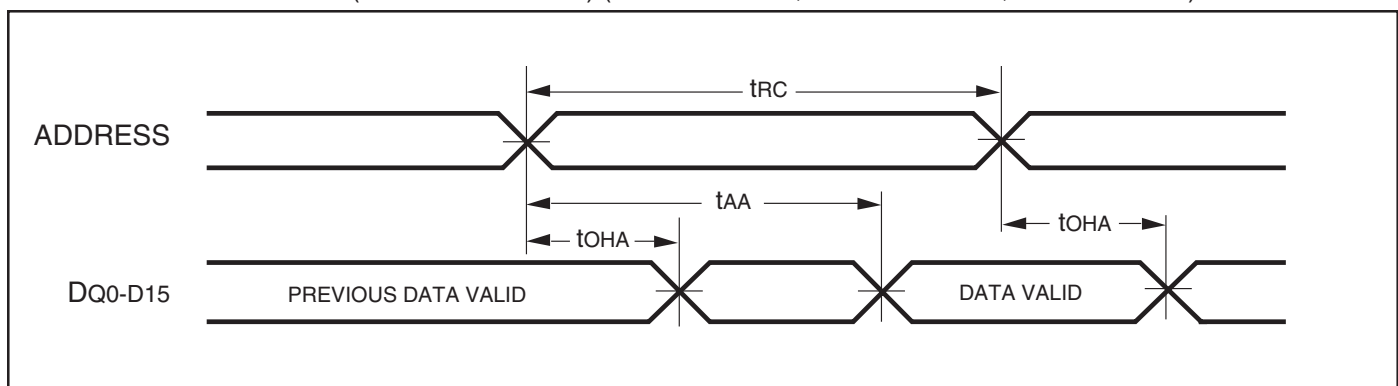 tRC
ADDRESS
tAA
tOHA
tOHA
DQ0-D15
PREVIOUS DATA VALID
DATA VALID